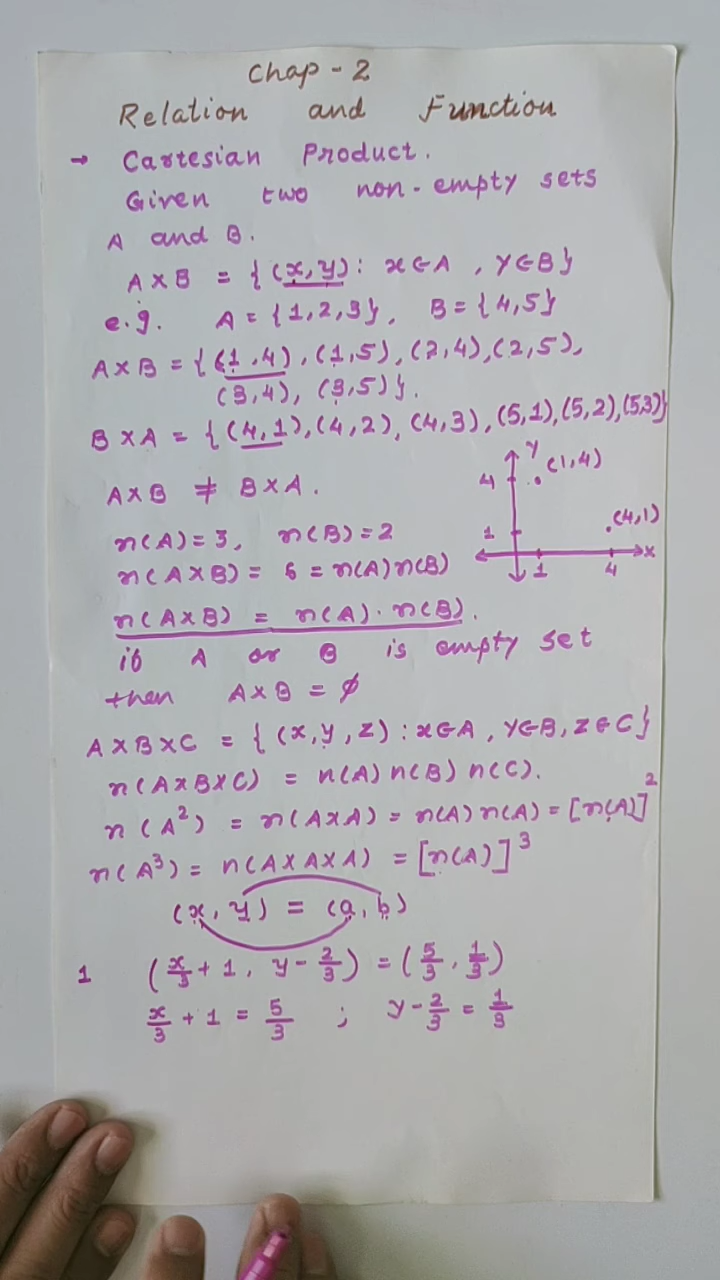 Chap - 2
Relation and Function
→ Cartesian Product.
Given two non-empty sets
A and B.
A×B = {(x,y): x∈A, y∈B}
e.g. A = {1,2,3}, B = {4,5}
A×B = {(1,4), (1,5), (2,4), (2,5),
(3,4), (3,5)}.
B×A = {(4,1), (4,2), (4,3), (5,1), (5,2), (5,3)}
A×B ≠ B×A.
n(A) = 3, n(B) = 2
n(A×B) = 6 = n(A)n(B)
n(A×B) = n(A).n(B).
Y
4 (1,4)
1 (4,1)
1 4 X
if A or B is empty set
then A×B = ϕ
A×B×C = {(x,y,z): x∈A, y∈B, z∈C}
n(A×B×C) = n(A)n(B)n(C).
n(A²) = n(A×A) = n(A)n(A) = [n(A)]²
n(A³) = n(A×A×A) = [n(A)]³
(x,y) = (a,b)
1 (x/3 + 1, y - 2/3) = (5/3, 1/3)
x/3 + 1 = 5/3 ; y - 2/3 = 1/3